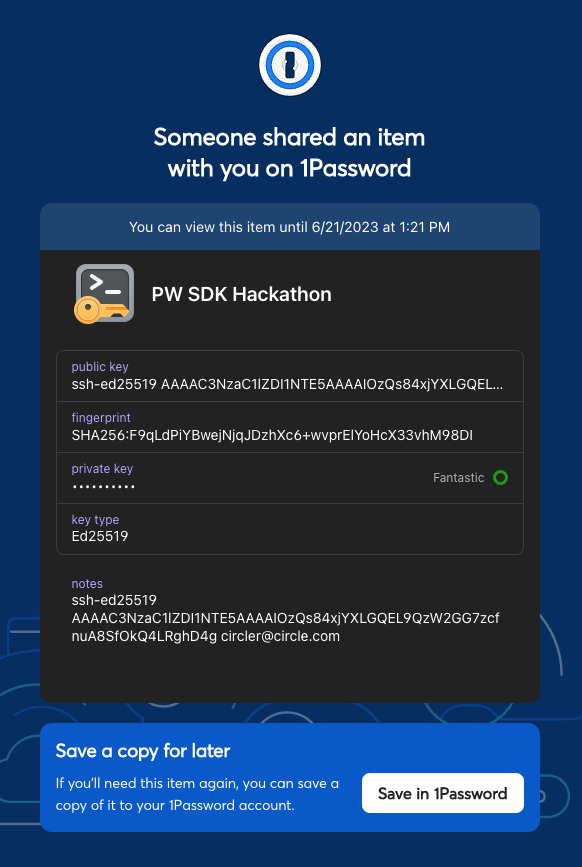 Someone shared an item
with you on 1Password
You can view this item until 6/21/2023 at 1:21 PM
PW SDK Hackathon
public key
ssh-ed25519 AAAAC3NzaC1lZDI1NTE5AAAAIOzQs84xjYXLGQEL...
fingerprint
SHA256:F9qLdPiYBwejNjqJDzhXc6+wvprElYoHcX33vhM98DI
private key
••••••••••
Fantastic
key type
Ed25519
notes
ssh-ed25519
AAAAC3NzaC1lZDI1NTE5AAAAIOzQs84xjYXLGQEL9QzW2GG7zcf
nuA8SfOkQ4LRghD4g circler@circle.com
Save a copy for later
If you'll need this item again, you can save a
copy of it to your 1Password account.
Save in 1Password